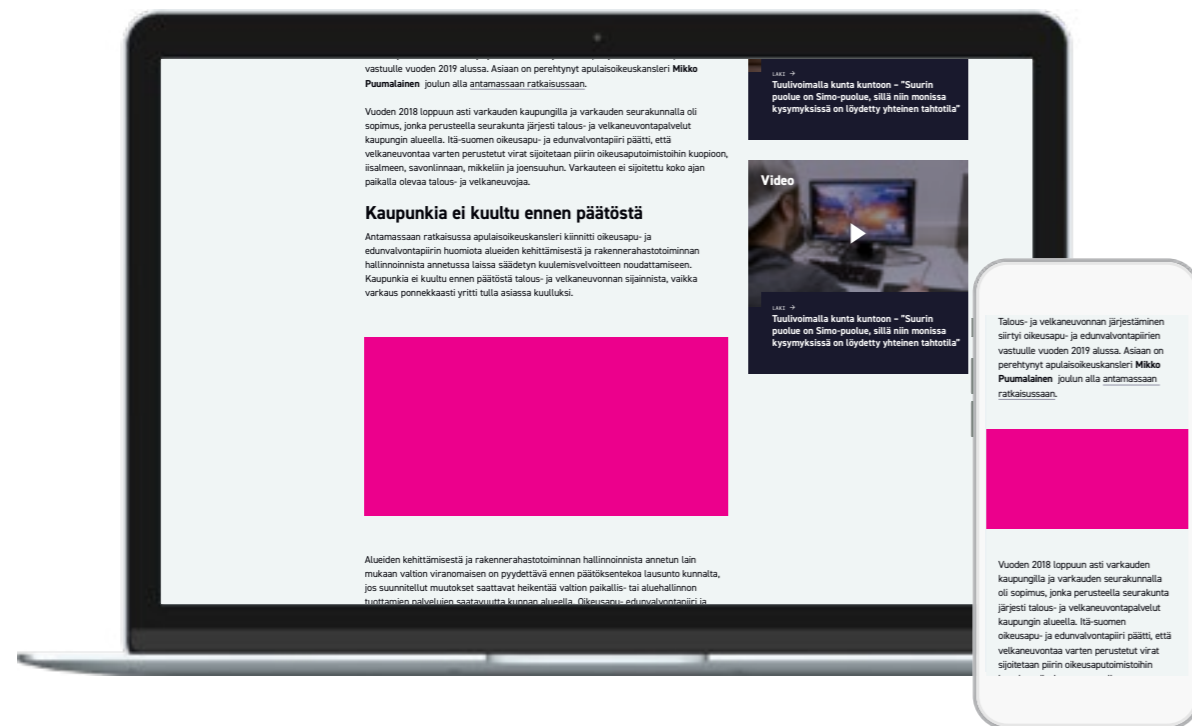 vastuulle vuoden 2019 alussa. Asiaan on perehtynyt apulaisoikeuskansleri Mikko
Puumalainen joulun alla antamassaan ratkaisussaan.
Vuoden 2018 loppuun asti varkauden kaupungilla ja varkauden seurakunnalla oli
sopimus, jonka perusteella seurakunta järjesti talous- ja velkaneuvontapalvelut
kaupungin alueella. Itä-suomen oikeusapu- ja edunvalvontapiiri päätti, että
velkaneuvontaa varten perustetut virat sijoitetaan piirin oikeusaputoimistoihin kuopioon,
iisalmeen, savonlinnaan, mikkeliin ja joensuuhun. Varkauteen ei sijoitettu koko ajan
paikalla olevaa talous- ja velkaneuvojaa.
Kaupunkia ei kuultu ennen päätöstä
Antamassaan ratkaisussa apulaisoikeuskansleri kiinnitti oikeusapu- ja
edunvalvontapiirin huomiota alueiden kehittämisestä ja rakennerahastotoiminnan
hallinnoinnista annetussa laissa säädetyn kuulemisvelvoitteen noudattamiseen.
Kaupunkia ei kuultu ennen päätöstä talous- ja velkaneuvonnan sijainnista, vaikka
varkaus ponnekkaasti yritti tulla asiassa kuulluksi.
Alueiden kehittämisestä ja rakennerahastotoiminnan hallinnoinnista annetun lain
mukaan valtion viranomaisen on pyydettävä ennen päätöksentekoa lausunto kunnalta,
jos suunnitellut muutokset saattavat heikentää valtion paikallis- tai aluehallinnon
tuottamien palvelujen saatavuutta kunnan alueella. Oikeusapu- edunvalvontapiiri ja
LAKI →
Tuulivoimalla kunta kuntoon – "Suurin
puolue on Simo-puolue, sillä niin monissa
kysymyksissä on löydetty yhteinen tahtotila"
Video
LAKI →
Tuulivoimalla kunta kuntoon – "Suurin
puolue on Simo-puolue, sillä niin monissa
kysymyksissä on löydetty yhteinen tahtotila"
Talous- ja velkaneuvonnan järjestäminen
siirtyi oikeusapu- ja edunvalvontapiirien
vastuulle vuoden 2019 alussa. Asiaan on
perehtynyt apulaisoikeuskansleri Mikko
Puumalainen joulun alla antamassaan
ratkaisussaan.
Vuoden 2018 loppuun asti varkauden
kaupungilla ja varkauden seurakunnalla
oli sopimus, jonka perusteella seurakunta
järjesti talous- ja velkaneuvontapalvelut
kaupungin alueella. Itä-suomen
oikeusapu- ja edunvalvontapiiri päätti, että
velkaneuvontaa varten perustetut virat
sijoitetaan piirin oikeusaputoimistoihin